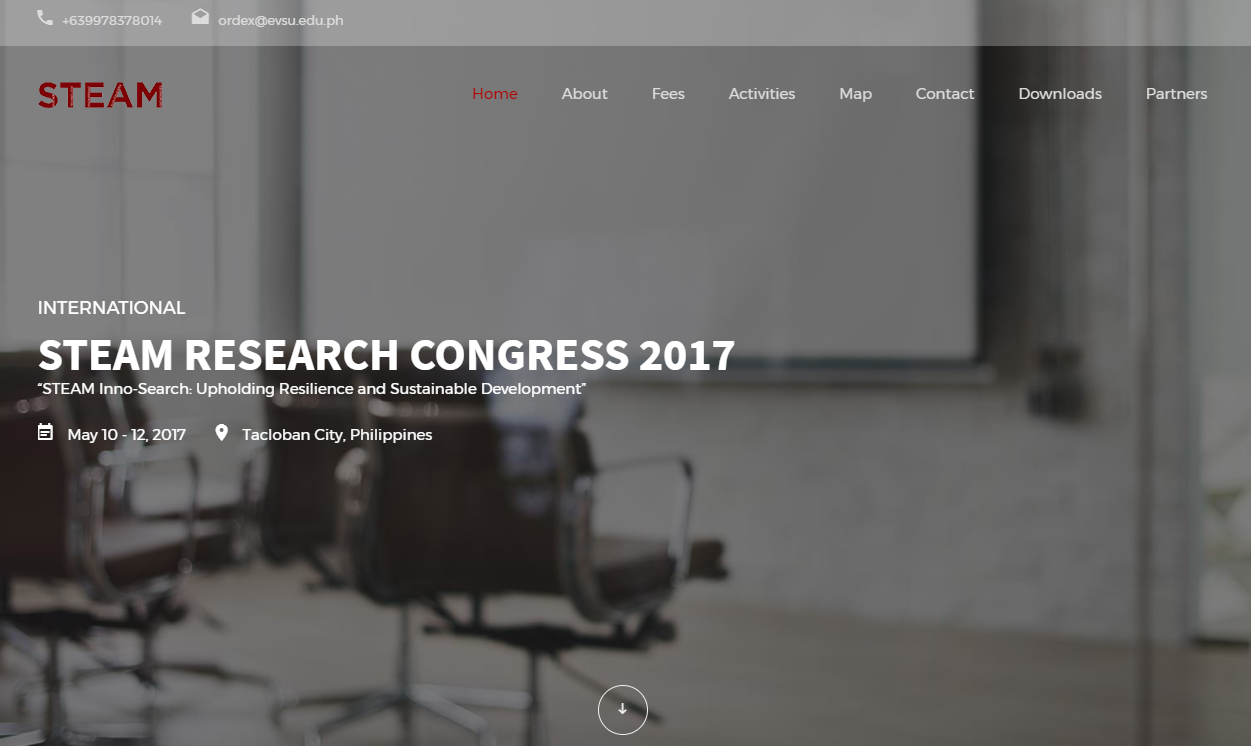 +639978378014 ordex@evsu.edu.ph
STEAM Home About Fees Activities Map Contact Downloads Partners
INTERNATIONAL
STEAM RESEARCH CONGRESS 2017
“STEAM Inno-Search: Upholding Resilience and Sustainable Development”
May 10 - 12, 2017 Tacloban City, Philippines